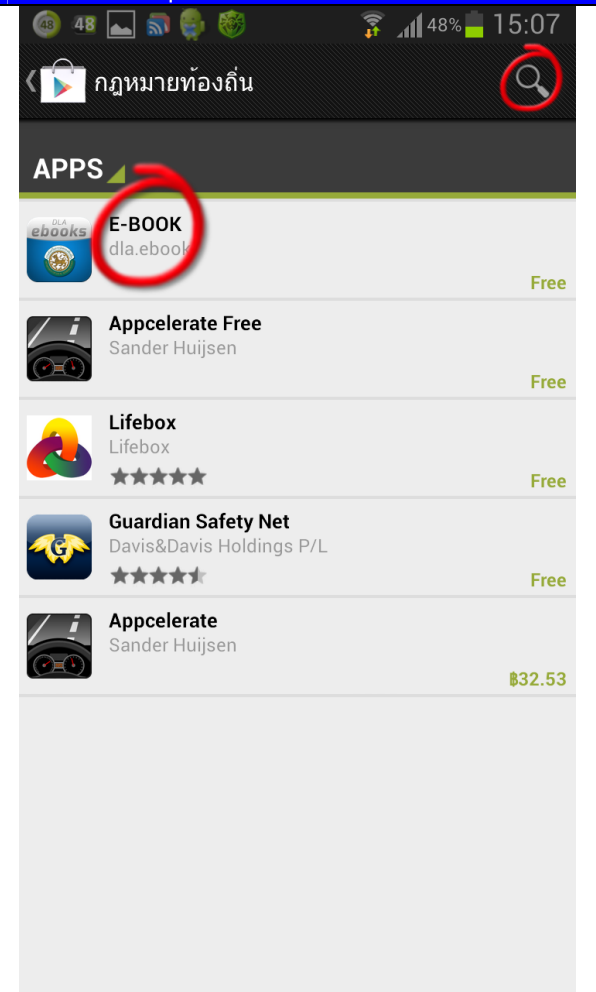 48 48 48% 15:07
กฎหมายท้องถิ่น
APPS
DLA
ebooks
E-BOOK
dla.ebook
Free
Appcelerate Free
Sander Huijsen
Free
Lifebox
Lifebox
Free
G
Guardian Safety Net
Davis&Davis Holdings P/L
Free
Appcelerate
Sander Huijsen
฿32.53